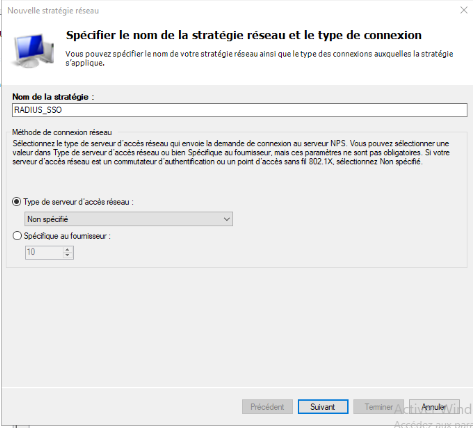 Nouvelle stratégie réseau
Spécifier le nom de la stratégie réseau et le type de connexion
Vous pouvez spécifier le nom de votre stratégie réseau ainsi que le type des connexions auxquelles la stratégie
s'applique.
Nom de la stratégie :
RADIUS_SSO
Méthode de connexion réseau
Sélectionnez le type de serveur d'accès réseau qui envoie la demande de connexion au serveur NPS. Vous pouvez sélectionner une
valeur dans Type de serveur d'accès réseau ou bien Spécifique au fournisseur, mais ces paramètres ne sont pas obligatoires. Si votre
serveur d'accès réseau est un commutateur d'authentification ou un point d'accès sans fil 802.1X, sélectionnez Non spécifié.
Type de serveur d'accès réseau :
Non spécifié
Spécifique au fournisseur :
10
Précédent Suivant Terminer Annuler